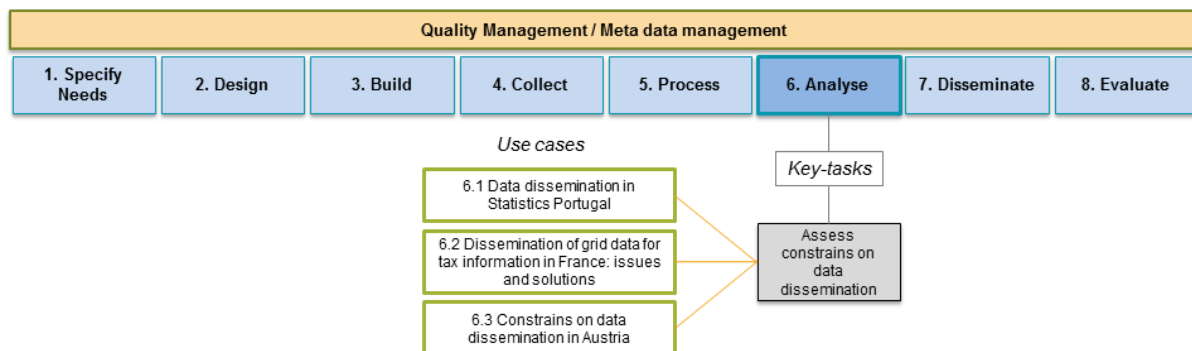 Quality Management / Meta data management
1. Specify
Needs
2. Design
3. Build
4. Collect
5. Process
6. Analyse
7. Disseminate
8. Evaluate
Use cases
Key-tasks
6.1 Data dissemination in
Statistics Portugal
6.2 Dissemination of grid data for
tax information in France: issues
and solutions
6.3 Constrains on data
dissemination in Austria
Assess
constrains on
data
dissemination